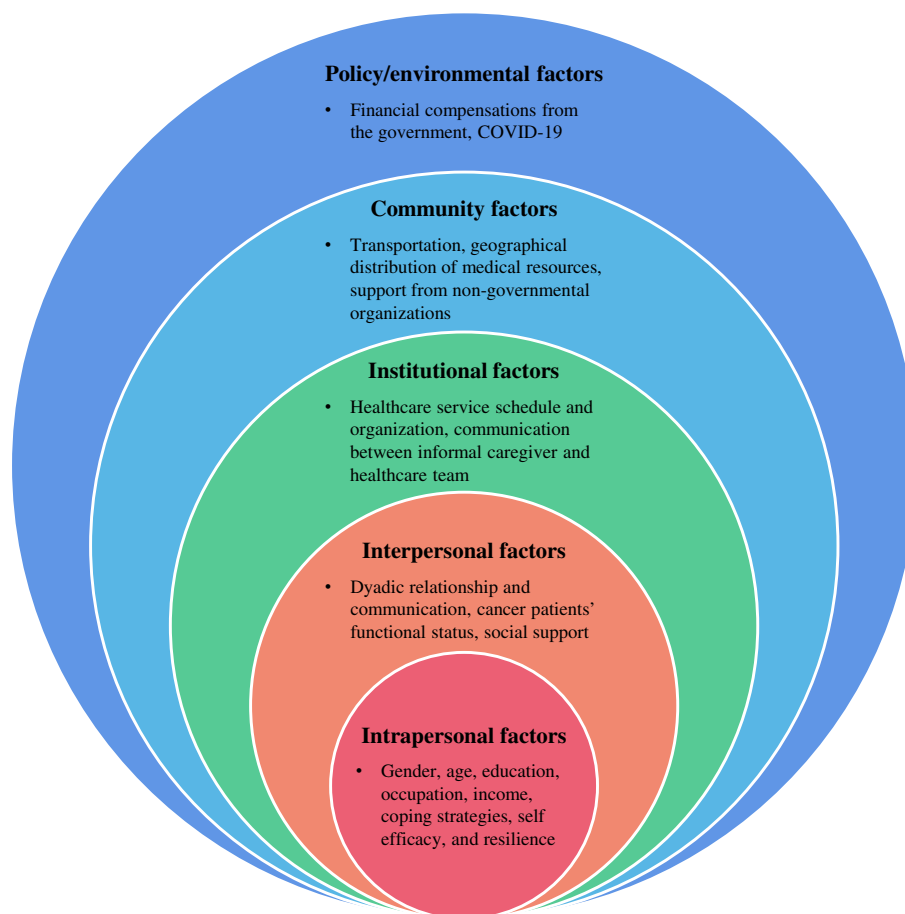 Policy/environmental factors
• Financial compensations from
the government, COVID-19
Community factors
• Transportation, geographical
distribution of medical resources,
support from non-governmental
organizations
Institutional factors
• Healthcare service schedule and
organization, communication
between informal caregiver and
healthcare team
Interpersonal factors
• Dyadic relationship and
communication, cancer patients’
functional status, social support
Intrapersonal factors
• Gender, age, education,
occupation, income,
coping strategies, self
efficacy, and resilience